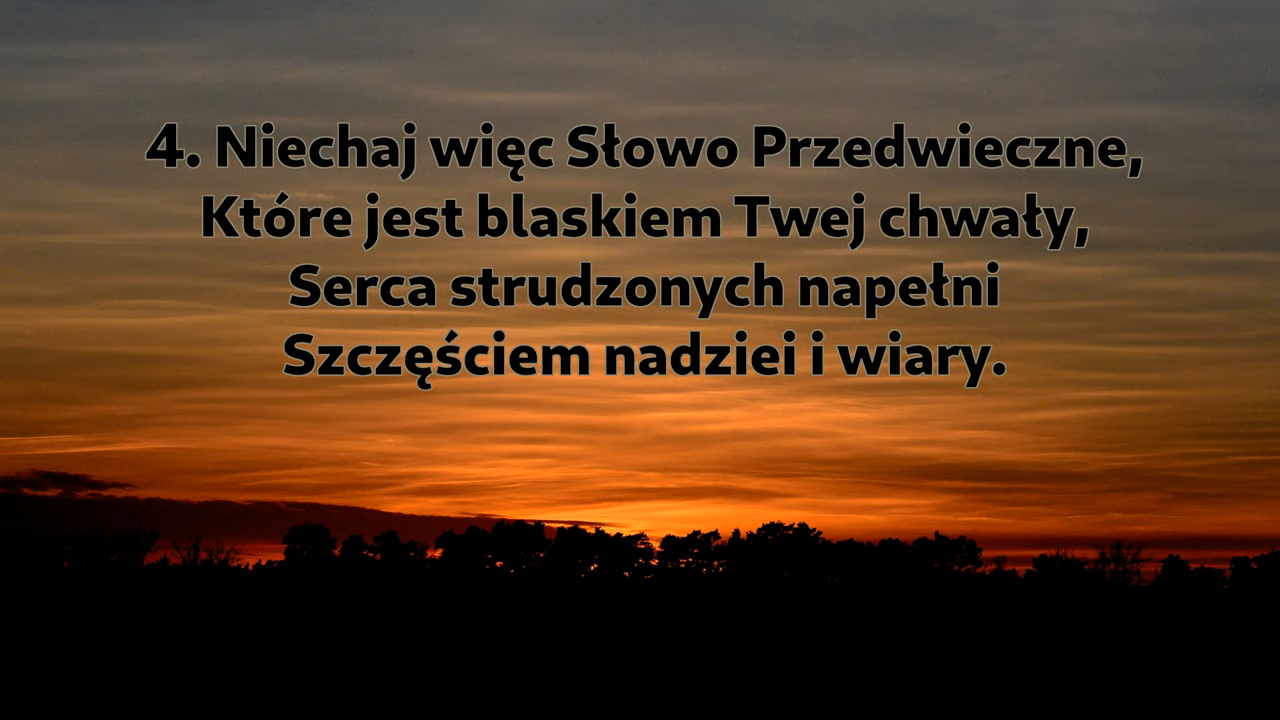 4. Niechaj więc Słowo Przedwieczne,
Które jest blaskiem Twej chwały,
Serca strudzonych napełni
Szczęściem nadziei i wiary.